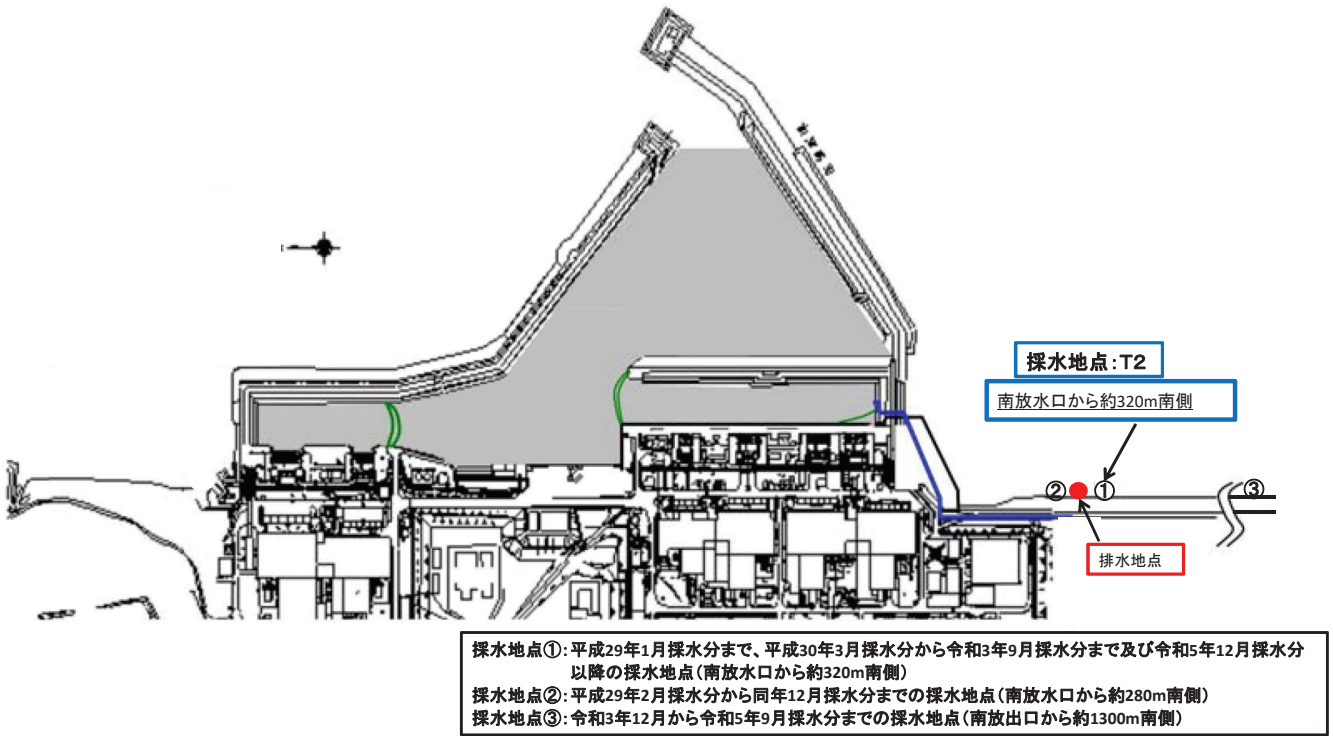 採水地点：T2
南放水口から約320m南側
② ① ③
排水地点
採水地点①：平成29年1月採水分まで、平成30年3月採水分から令和3年9月採水分まで及び令和5年12月採水分
以降の採水地点（南放水口から約320m南側）
採水地点②：平成29年2月採水分から同年12月採水分までの採水地点（南放水口から約280m南側）
採水地点③：令和3年12月から令和5年9月採水分までの採水地点（南放出口から約1300m南側）